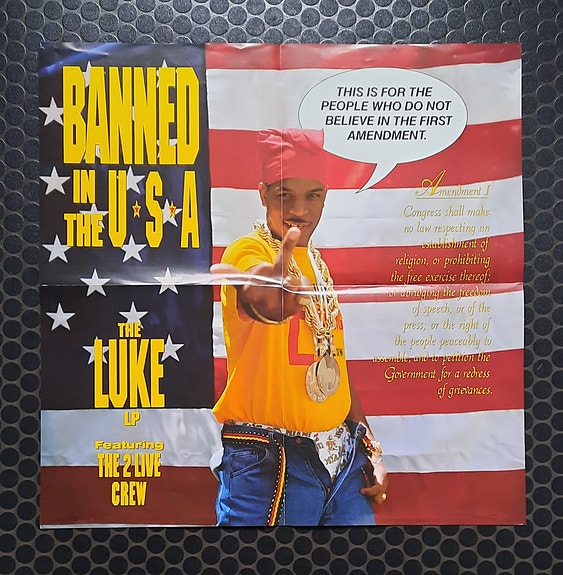 BANNED
IN
THE U.S.A
THE
LUKE
LP
Featuring
THE 2 LIVE
CREW
THIS IS FOR THE
PEOPLE WHO DO NOT
BELIEVE IN THE FIRST
AMENDMENT.
Amendment I
Congress shall make
no law respecting an
establishment of
religion, or prohibiting
the free exercise thereof;
or abridging the freedom
of speech, or of the
press; or the right of
the people peaceably to
assemble, and to petition the
Government for a redress
of grievances.